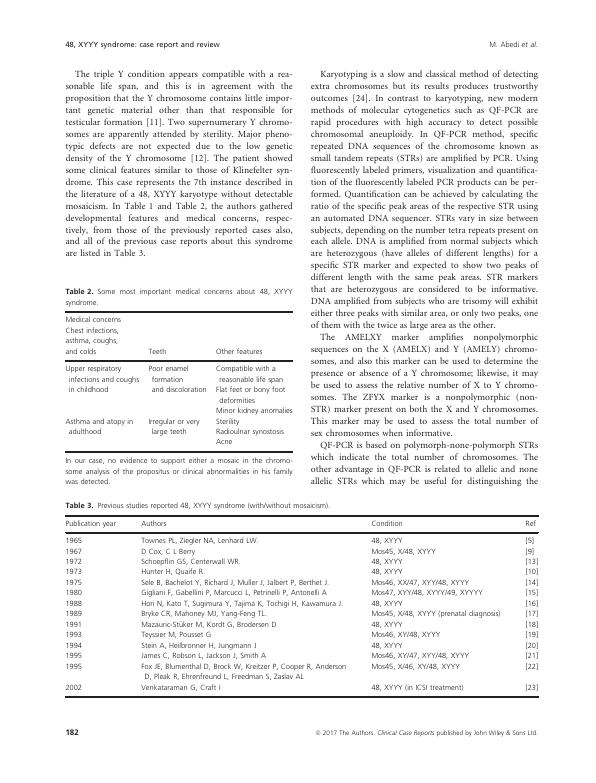 48, XYYY syndrome: case report and review
M. Abedi et al.
The triple Y condition appears compatible with a rea-
sonable life span, and this is in agreement with the
proposition that the Y chromosome contains little impor-
tant genetic material other than that responsible for
testicular formation [11]. Two supernumerary Y chromo-
somes are apparently attended by sterility. Major pheno-
typic defects are not expected due to the low genetic
density of the Y chromosome [12]. The patient showed
some clinical features similar to those of Klinefelter syn-
drome. This case represents the 7th instance described in
the literature of a 48, XYYY karyotype without detectable
mosaicism. In Table 1 and Table 2, the authors gathered
developmental features and medical concerns, respec-
tively, from those of the previously reported cases also,
and all of the previous case reports about this syndrome
are listed in Table 3.
Table 2. Some most important medical concerns about 48, XYYY
syndrome.
Medical concerns
Chest infections,
asthma, coughs,
and colds
Teeth
Other features
Upper respiratory
infections and coughs
in childhood
Poor enamel
formation
and discoloration
Compatible with a
reasonable life span
Flat feet or bony foot
deformities
Minor kidney anomalies
Asthma and atopy in
adulthood
Irregular or very
large teeth
Sterility
Radioulnar synostosis
Acne
In our case, no evidence to support either a mosaic in the chromo-
some analysis of the propositus or clinical abnormalities in his family
was detected.
Karyotyping is a slow and classical method of detecting
extra chromosomes but its results produces trustworthy
outcomes [24]. In contrast to karyotyping, new modern
methods of molecular cytogenetics such as QF-PCR are
rapid procedures with high accuracy to detect possible
chromosomal aneuploidy. In QF-PCR method, specific
repeated DNA sequences of the chromosome known as
small tandem repeats (STRs) are amplified by PCR. Using
fluorescently labeled primers, visualization and quantifica-
tion of the fluorescently labeled PCR products can be per-
formed. Quantification can be achieved by calculating the
ratio of the specific peak areas of the respective STR using
an automated DNA sequencer. STRs vary in size between
subjects, depending on the number tetra repeats present on
each allele. DNA is amplified from normal subjects which
are heterozygous (have alleles of different lengths) for a
specific STR marker and expected to show two peaks of
different length with the same peak areas. STR markers
that are heterozygous are considered to be informative.
DNA amplified from subjects who are trisomy will exhibit
either three peaks with similar area, or only two peaks, one
of them with the twice as large area as the other.
The AMELXY marker amplifies nonpolymorphic
sequences on the X (AMELX) and Y (AMELY) chromo-
somes, and also this marker can be used to determine the
presence or absence of a Y chromosome; likewise, it may
be used to assess the relative number of X to Y chromo-
somes. The ZFYX marker is a nonpolymorphic (non-
STR) marker present on both the X and Y chromosomes.
This marker may be used to assess the total number of
sex chromosomes when informative.
QF-PCR is based on polymorph-none-polymorph STRs
which indicate the total number of chromosomes. The
other advantage in QF-PCR is related to allelic and none
allelic STRs which may be useful for distinguishing the
Table 3. Previous studies reported 48, XYYY syndrome (with/without mosaicism).
Publication year Authors Condition Ref
1965 Townes PL, Ziegler NA, Lenhard LW. 48, XYYY [5]
1967 D Cox, C L Berry Mos45, X/48, XYYY [9]
1972 Schoepflin GS, Centerwall WR. 48, XYYY [13]
1973 Hunter H, Quaife R. 48, XYYY [10]
1975 Sele B, Bachelot Y, Richard J, Muller J, Jalbert P, Berthet J. Mos46, XX/47, XYY/48, XYYY [14]
1980 Gigliani F, Gabellini P, Marcucci L, Petrinelli P, Antonelli A Mos47, XYY/48, XYYY/49, XYYYY [15]
1988 Hori N, Kato T, Sugimura Y, Tajima K, Tochigi H, Kawamura J. 48, XYYY [16]
1989 Bryke CR, Mahoney MJ, Yang-Feng TL. Mos45, X/48, XYYY (prenatal diagnosis) [17]
1991 Mazauric-Stüker M, Kordt G, Brodersen D 48, XYYY [18]
1993 Teyssier M, Pousset G Mos46, XY/48, XYYY [19]
1994 Stein A, Heilbronner H, Jungmann J 48, XYYY [20]
1995 James C, Robson L, Jackson J, Smith A Mos46, XY/47, XYY/48, XYYY [21]
1995 Fox JE, Blumenthal D, Brock W, Kreitzer P, Cooper R, Anderson Mos45, X/46, XY/48, XYYY [22]
D, Pleak R, Ehrenfreund L, Freedman S, Zaslav AL
2002 Venkataraman G, Craft I 48, XYYY (in ICSI treatment) [23]
182
© 2017 The Authors. Clinical Case Reports published by John Wiley & Sons Ltd.